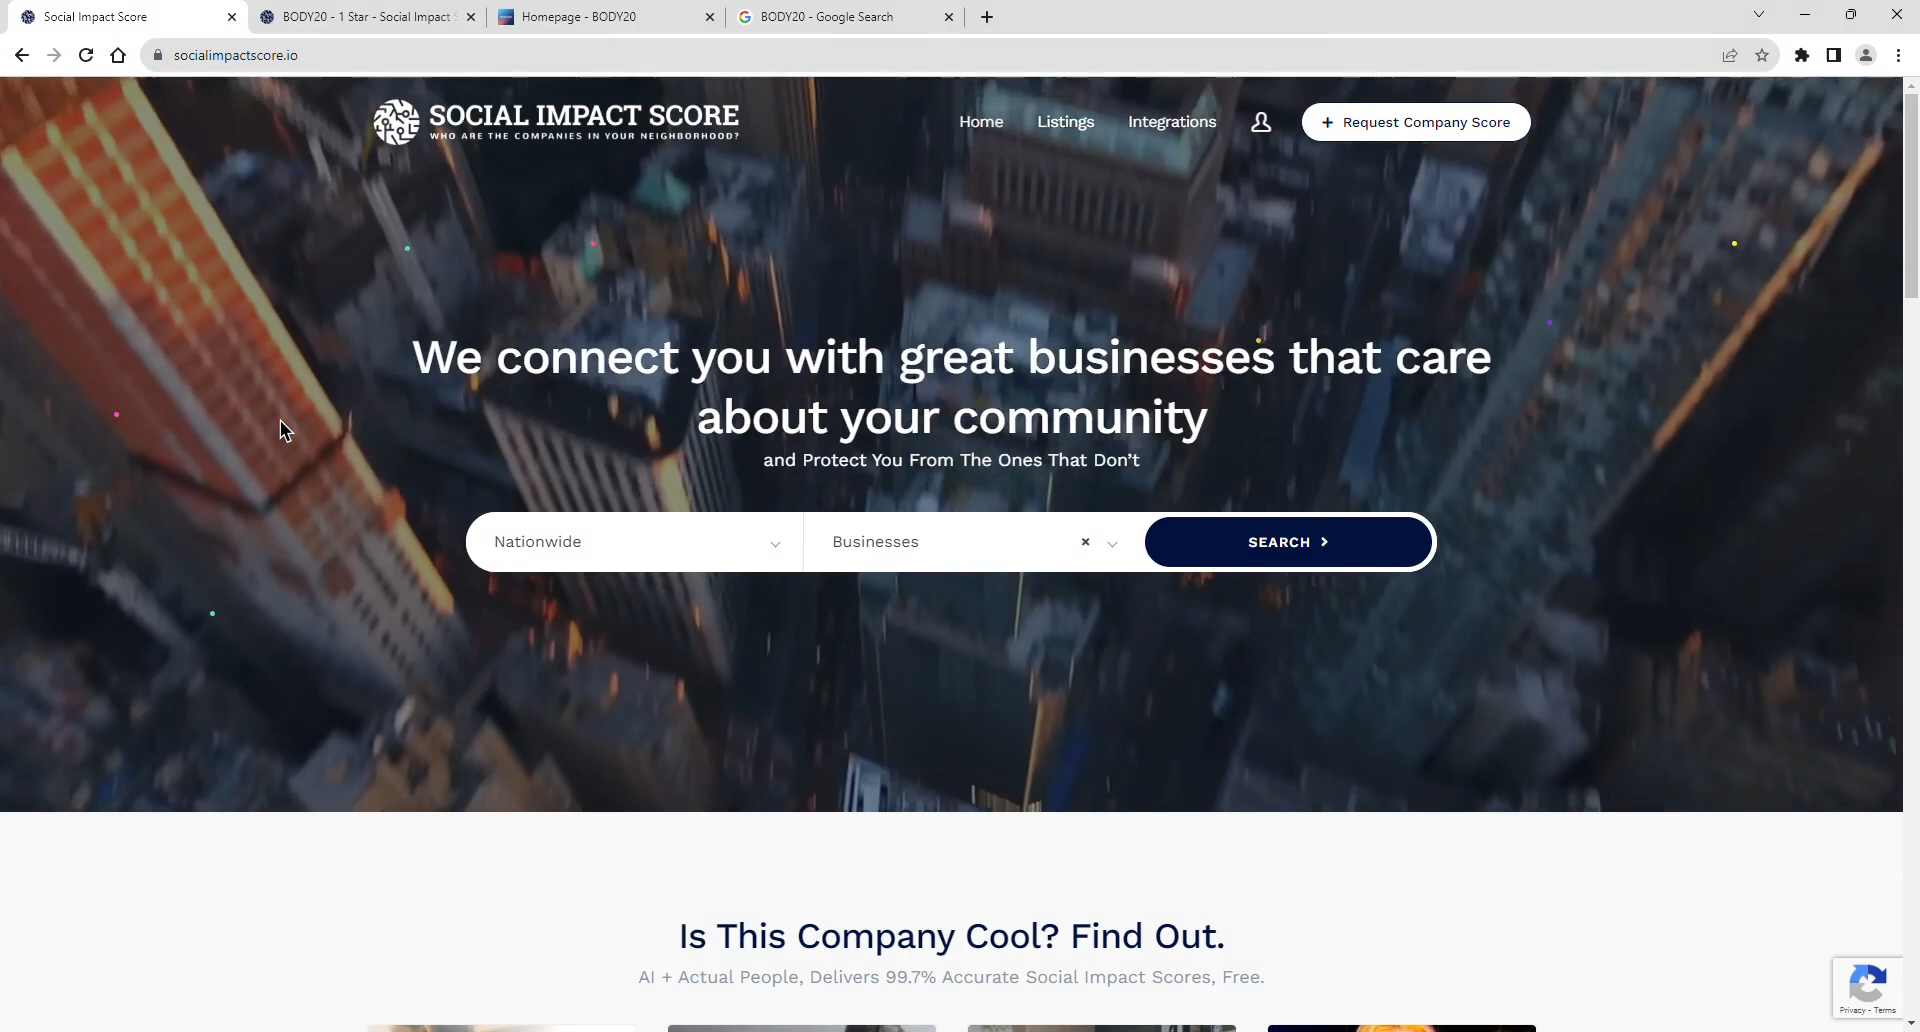 Social Impact Score
BODY20 - 1 Star - Social Impact S
Homepage - BODY20
BODY20 - Google Search
socialimpactscore.io
SOCIAL IMPACT SCORE
WHO ARE THE COMPANIES IN YOUR NEIGHBORHOOD?
Home
Listings
Integrations
+ Request Company Score
We connect you with great businesses that care
about your community
and Protect You From The Ones That Don't
Nationwide
Businesses
SEARCH
Is This Company Cool? Find Out.
AI + Actual People, Delivers 99.7% Accurate Social Impact Scores, Free.
Privacy - Terms